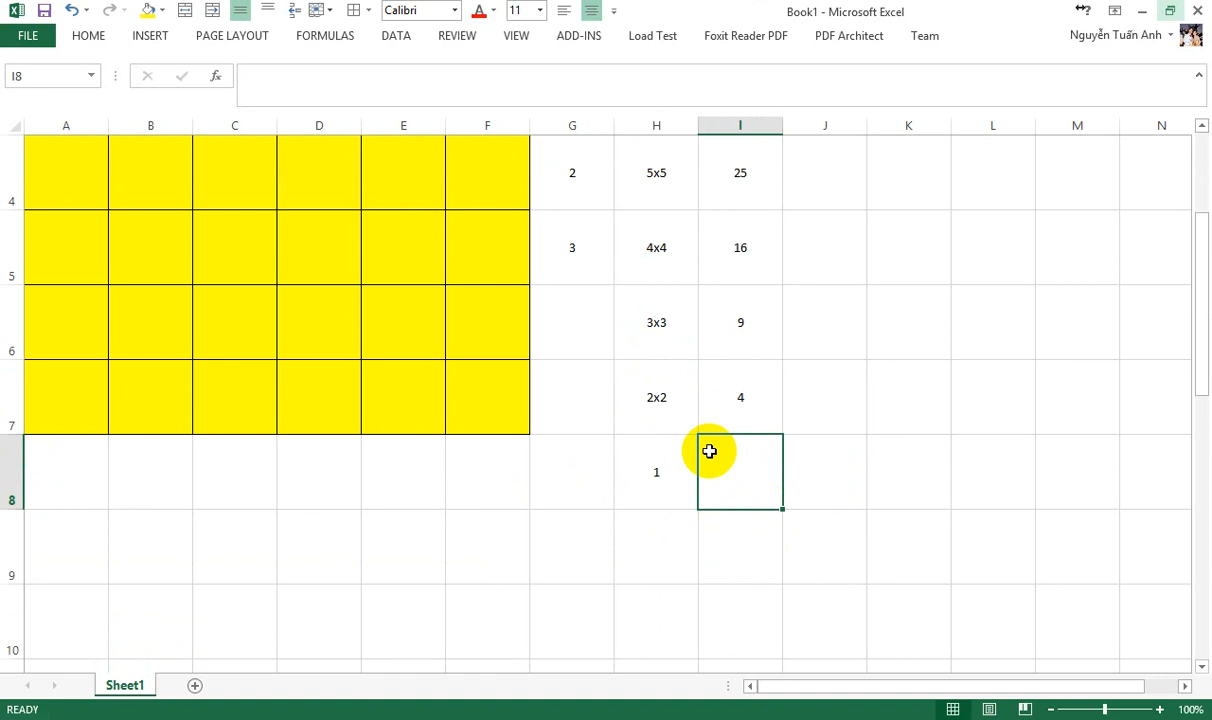 Calibri 11 Book1 - Microsoft Excel
FILE HOME INSERT PAGE LAYOUT FORMULAS DATA REVIEW VIEW ADD-INS Load Test Foxit Reader PDF PDF Architect Team Nguyễn Tuấn Anh
I8 fx
A B C D E F G H I J K L M N
4 2 5x5 25
5 3 4x4 16
6 3x3 9
7 2x2 4
8 1
9
10
Sheet1
READY 100%